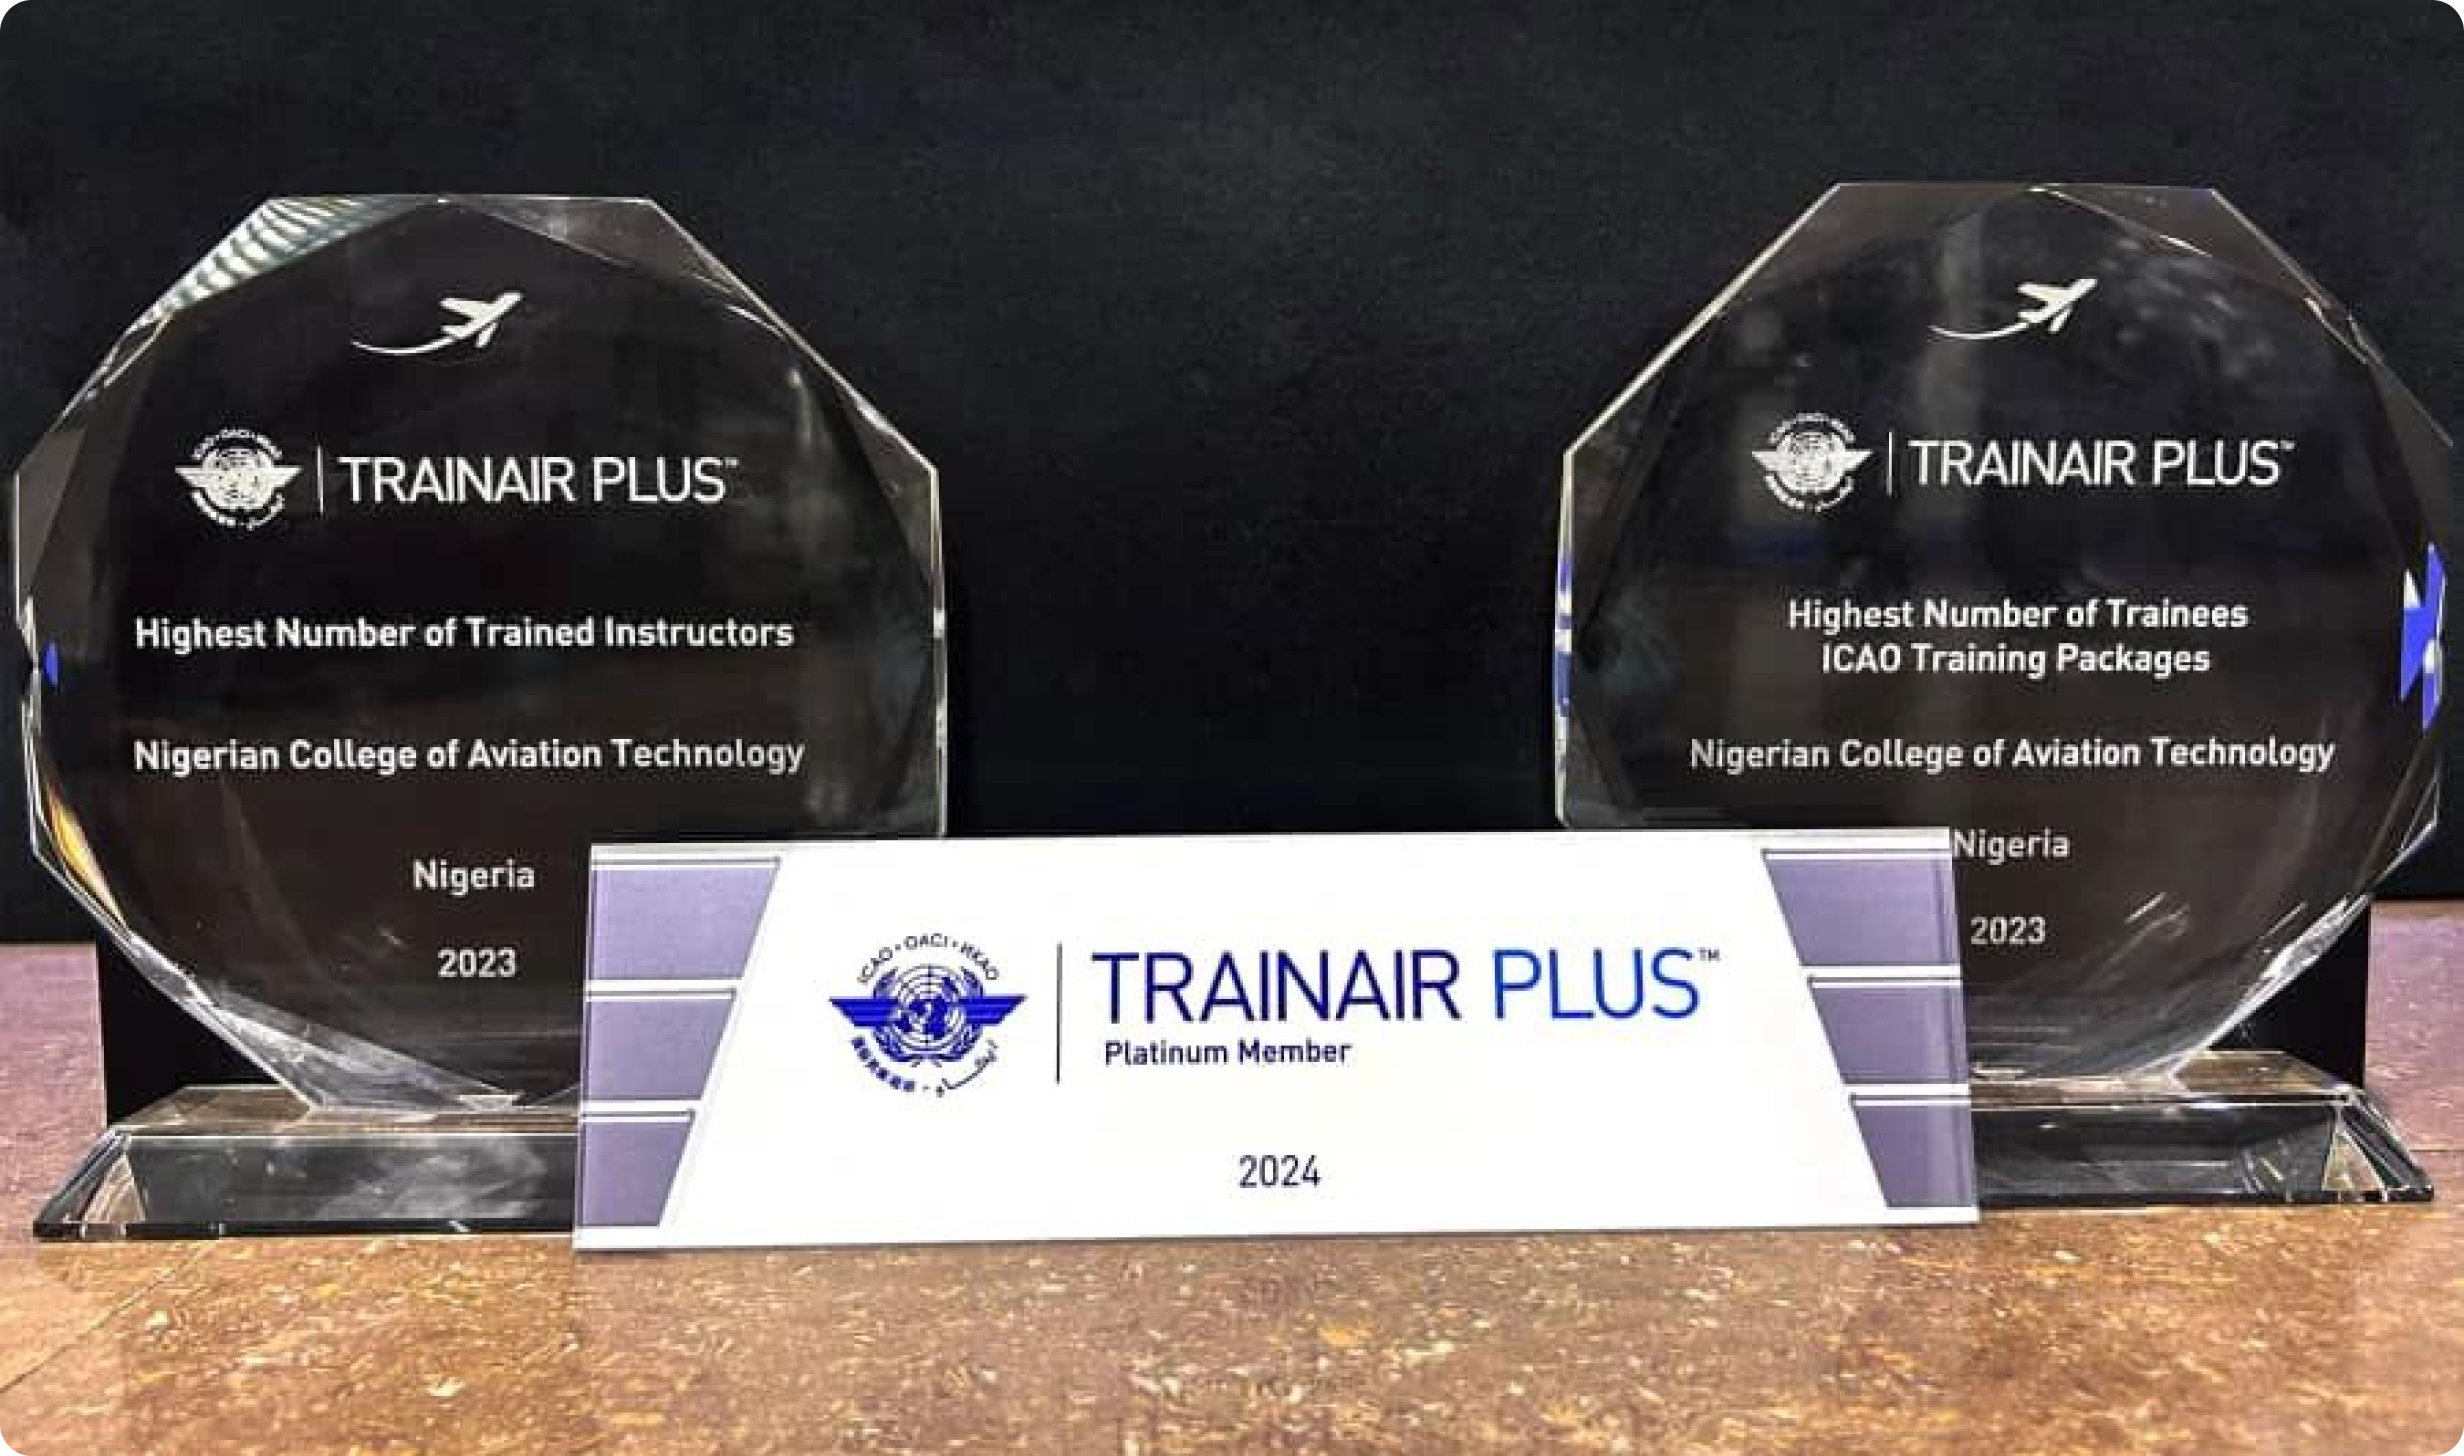 TRAINAIR PLUS™
Highest Number of Trained Instructors
Nigerian College of Aviation Technology
Nigeria
2023
TRAINAIR PLUS™
Highest Number of Trainees
ICAO Training Packages
Nigerian College of Aviation Technology
Nigeria
2023
ICAO · OACI · ИКАО
TRAINAIR PLUS™
Platinum Member
2024